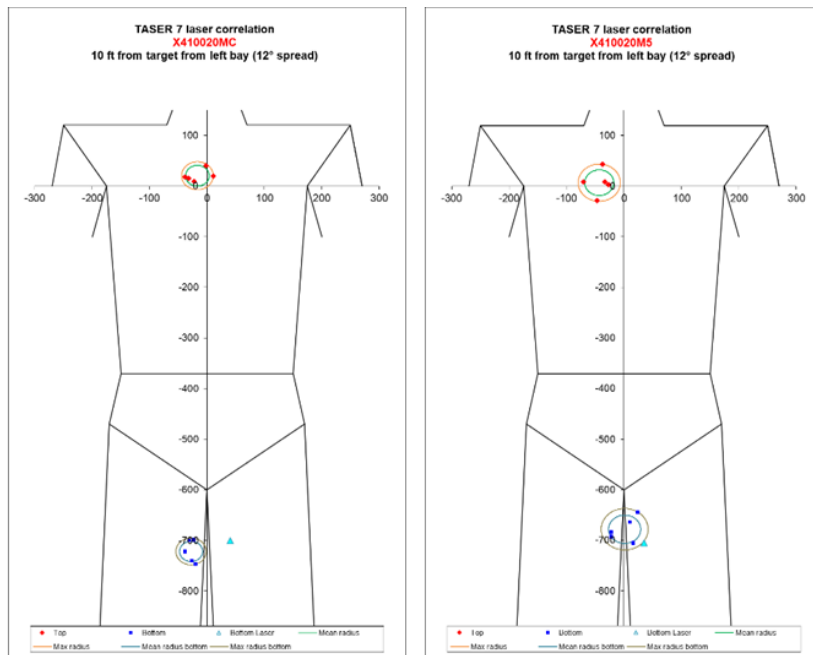 TASER 7 laser correlation
X410020MC
10 ft from target from left bay (12° spread)
100
0
-300 -200 -100 0 100 200 300
-100
-200
-300
-400
-500
-600
-700
-800
Top Bottom Bottom Laser Mean radius
Max radius Mean radius bottom Max radius bottom
TASER 7 laser correlation
X410020M5
10 ft from target from left bay (12° spread)
100
0
-300 -200 -100 0 100 200 300
-100
-200
-300
-400
-500
-600
-700
-800
Top Bottom Bottom Laser Mean radius
Max radius Mean radius bottom Max radius bottom